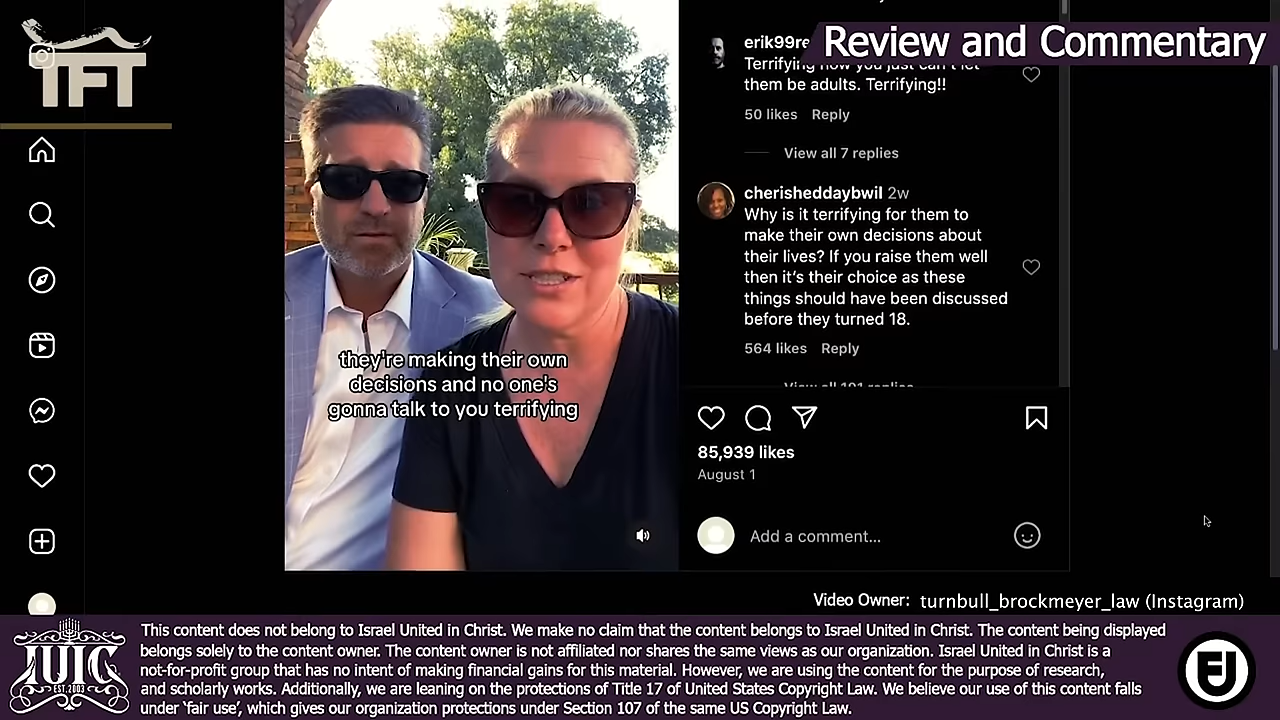 TFT
Review and Commentary
erik99re
Terrifying how you just can't let
them be adults. Terrifying!!
50 likes Reply
View all 7 replies
cherisheddaybwil 2w
Why is it terrifying for them to
make their own decisions about
their lives? If you raise them well
then it's their choice as these
things should have been discussed
before they turned 18.
564 likes Reply
View all 191 replies
they're making their own
decisions and no one's
gonna talk to you terrifying
85,939 likes
August 1
Add a comment...
Video Owner: turnbull_brockmeyer_law (Instagram)
IUIC
EST.2003
This content does not belong to Israel United in Christ. We make no claim that the content belongs to Israel United in Christ. The content being displayed
belongs solely to the content owner. The content owner is not affiliated nor shares the same views as our organization. Israel United in Christ is a
not-for-profit group that has no intent of making financial gains for this material. However, we are using the content for the purpose of research,
and scholarly works. Additionally, we are leaning on the protections of Title 17 of United States Copyright Law. We believe our use of this content falls
under 'fair use', which gives our organization protections under Section 107 of the same US Copyright Law.